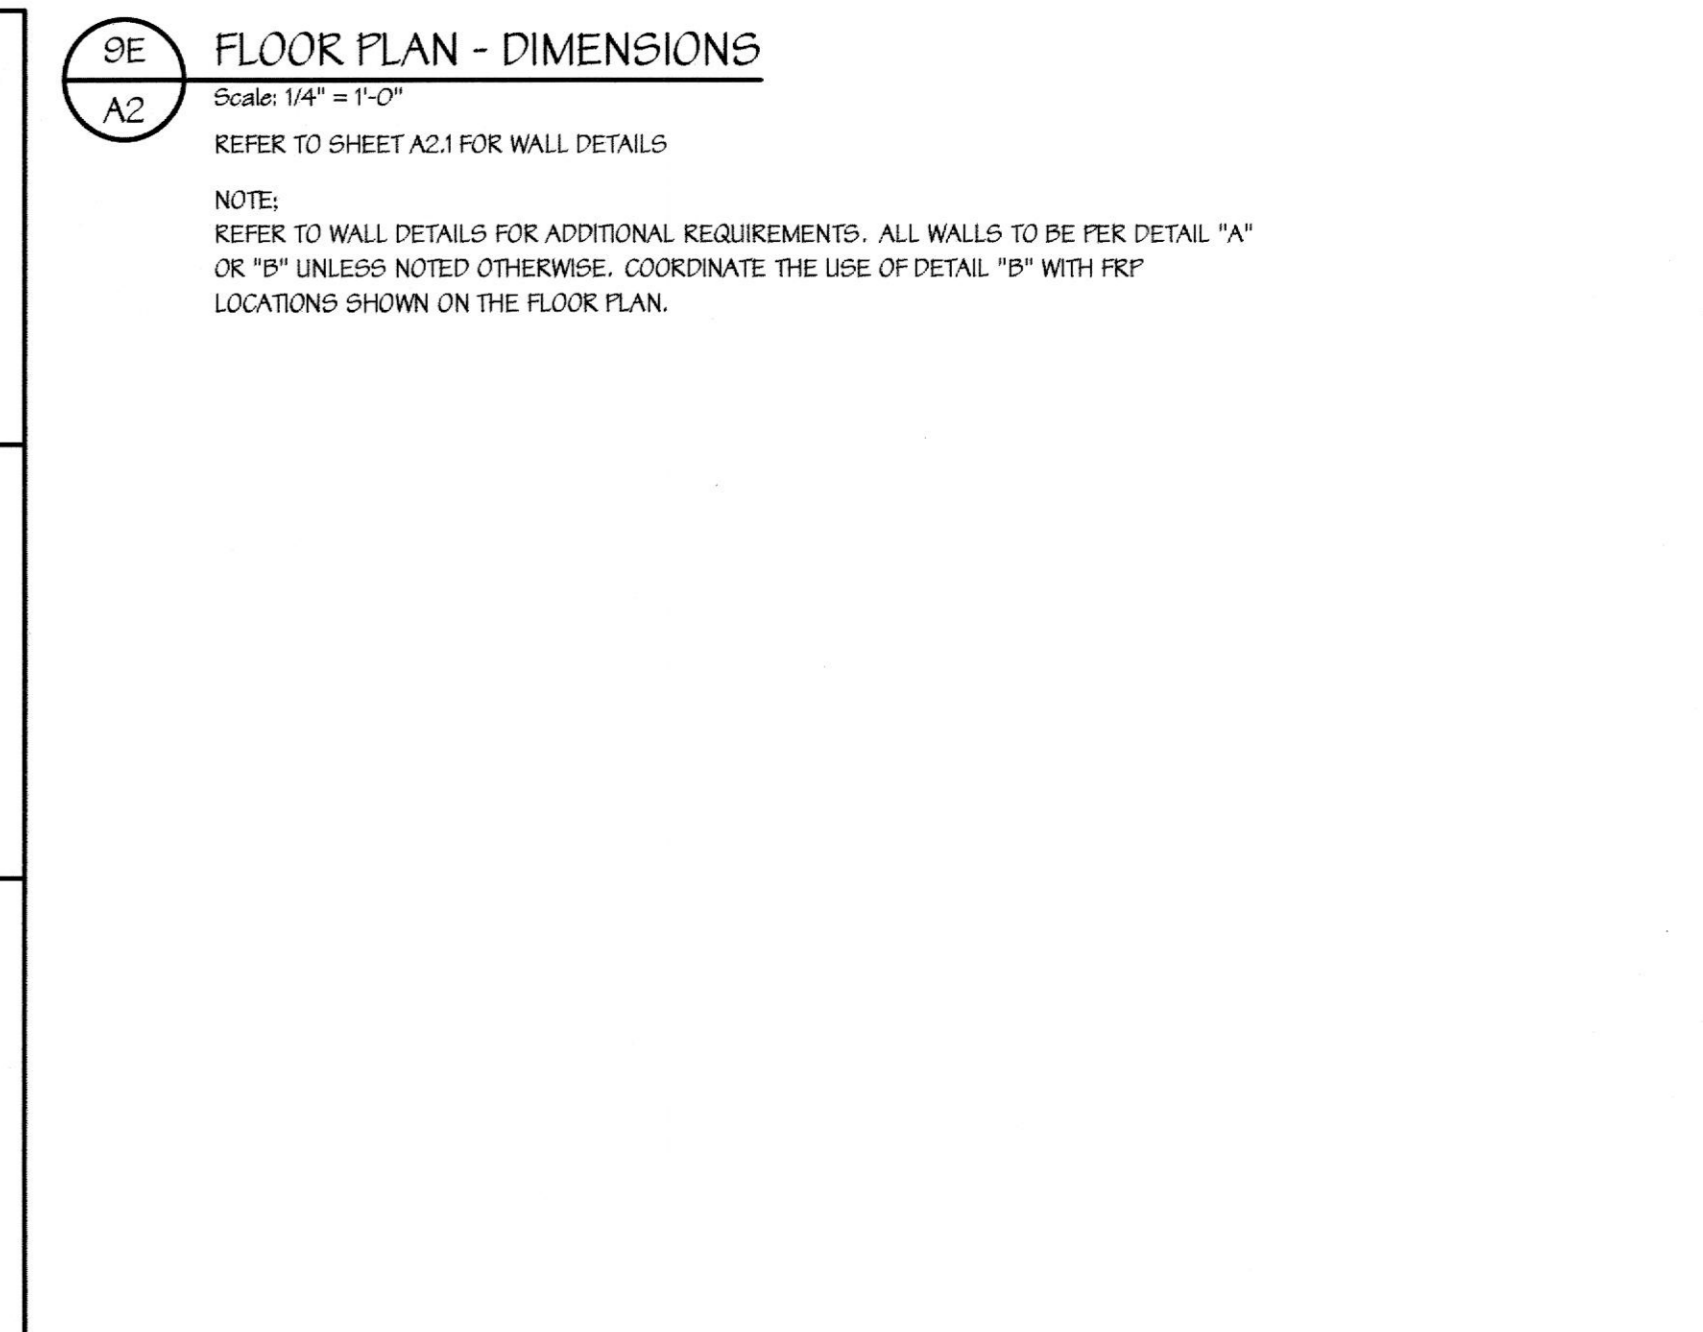 9E
A2
FLOOR PLAN - DIMENSIONS
Scale: 1/4" = 1'-0"
REFER TO SHEET A2.1 FOR WALL DETAILS
NOTE:
REFER TO WALL DETAILS FOR ADDITIONAL REQUIREMENTS. ALL WALLS TO BE PER DETAIL "A"
OR "B" UNLESS NOTED OTHERWISE. COORDINATE THE USE OF DETAIL "B" WITH FRP
LOCATIONS SHOWN ON THE FLOOR PLAN.